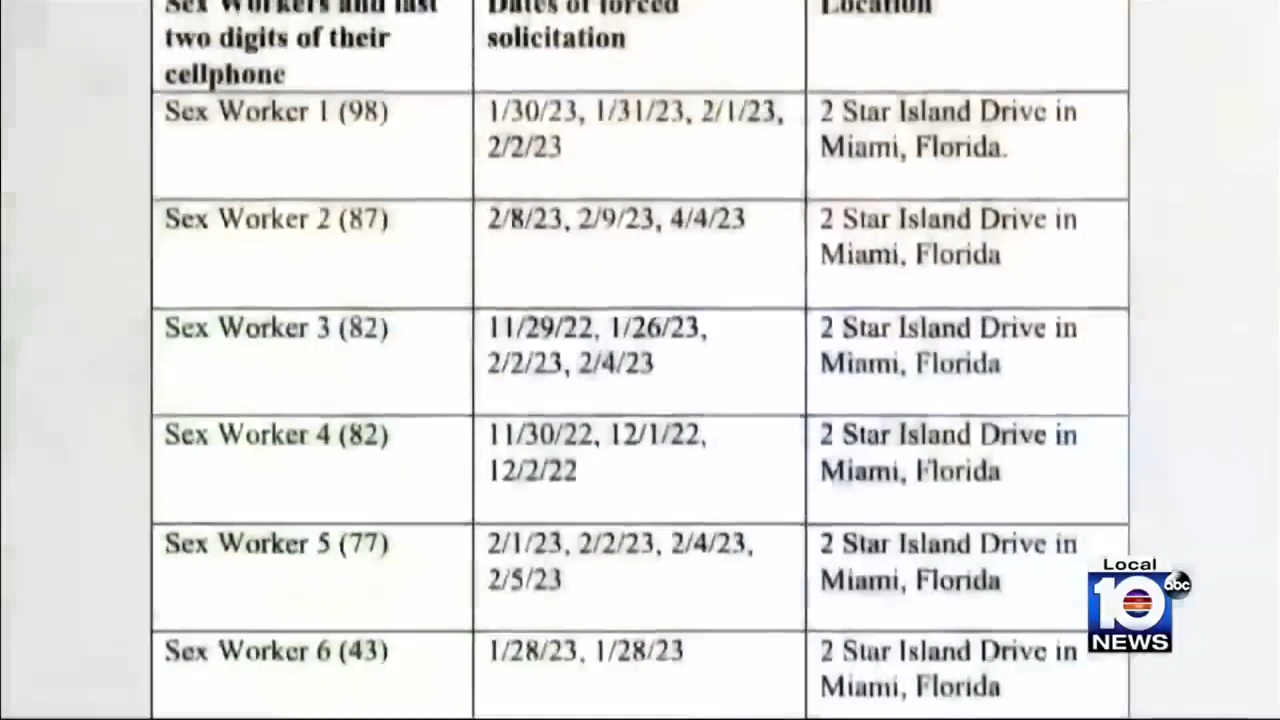 Sex Workers and last
two digits of their
cellphone
Dates of forced
solicitation
Location
Sex Worker 1 (98)
1/30/23, 1/31/23, 2/1/23,
2/2/23
2 Star Island Drive in
Miami, Florida.
Sex Worker 2 (87)
2/8/23, 2/9/23, 4/4/23
2 Star Island Drive in
Miami, Florida
Sex Worker 3 (82)
11/29/22, 1/26/23,
2/2/23, 2/4/23
2 Star Island Drive in
Miami, Florida
Sex Worker 4 (82)
11/30/22, 12/1/22,
12/2/22
2 Star Island Drive in
Miami, Florida
Sex Worker 5 (77)
2/1/23, 2/2/23, 2/4/23,
2/5/23
2 Star Island Drive in
Miami, Florida
Sex Worker 6 (43)
1/28/23, 1/28/23
2 Star Island Drive in
Miami, Florida
Local
10
abc
NEWS